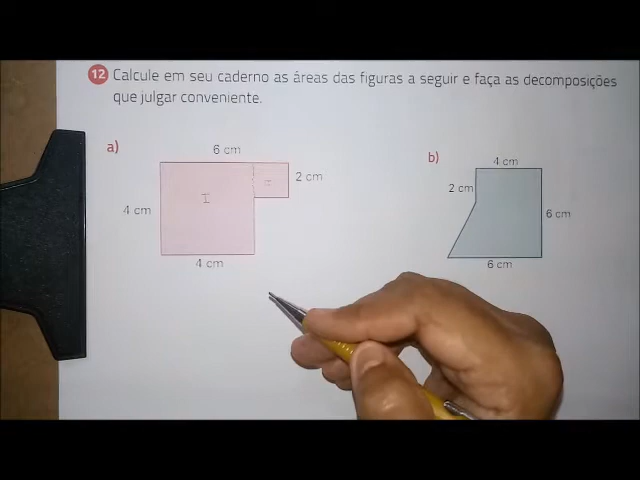 12 Calcule em seu caderno as áreas das figuras a seguir e faça as decomposições
que julgar conveniente.
a)
6 cm
2 cm
4 cm
4 cm
I
II
b)
4 cm
2 cm
6 cm
6 cm